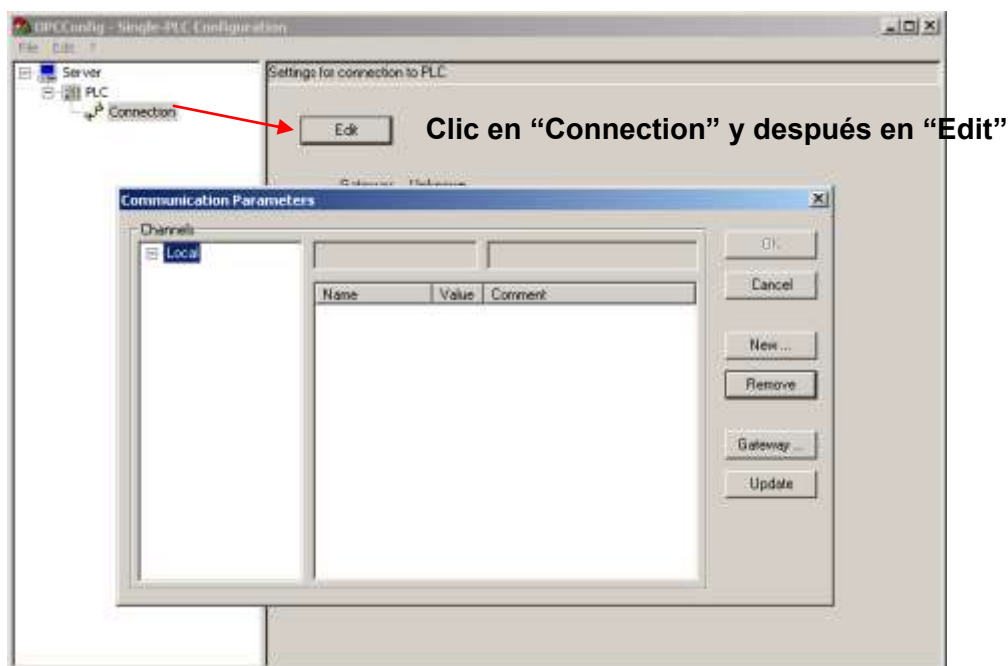 OPCConfig - Single-PLC Configuration
File Edit ?
Server
PLC
Connection
Settings for connection to PLC
Edit
Clic en “Connection” y después en “Edit”
Communication Parameters
Channels
Local
Name Value Comment
OK
Cancel
New ...
Remove
Gateway ...
Update